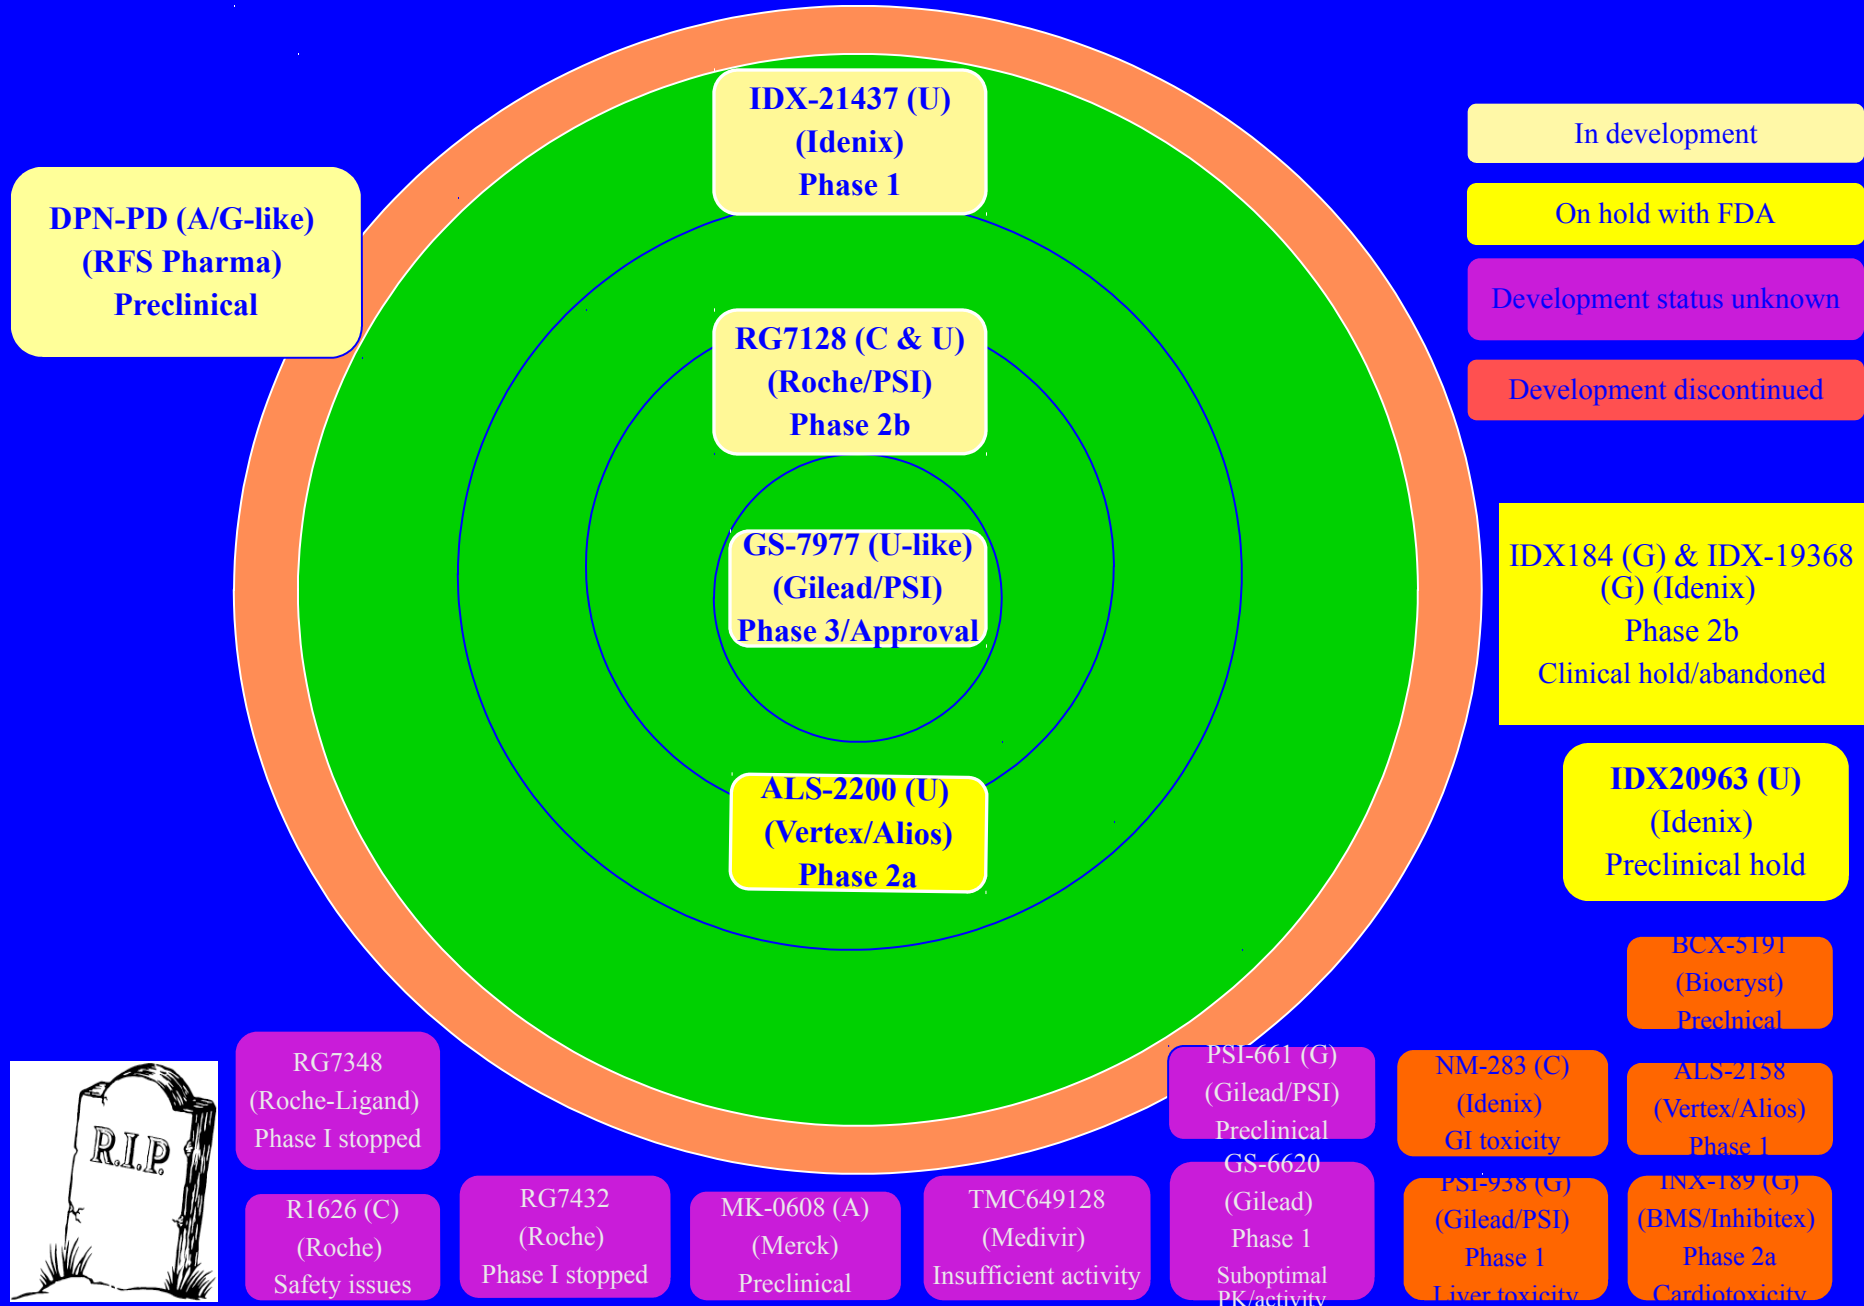 IDX-21437 (U)
(Idenix)
Phase 1
In development
On hold with FDA
Development status unknown
Development discontinued
DPN-PD (A/G-like)
(RFS Pharma)
Preclinical
RG7128 (C & U)
(Roche/PSI)
Phase 2b
GS-7977 (U-like)
(Gilead/PSI)
Phase 3/Approval
ALS-2200 (U)
(Vertex/Alios)
Phase 2a
IDX184 (G) & IDX-19368
(G) (Idenix)
Phase 2b
Clinical hold/abandoned
IDX20963 (U)
(Idenix)
Preclinical hold
BCX-5191
(Biocryst)
Preclnical
R.I.P.
RG7348
(Roche-Ligand)
Phase I stopped
PSI-661 (G)
(Gilead/PSI)
Preclinical
NM-283 (C)
(Idenix)
GI toxicity
ALS-2158
(Vertex/Alios)
Phase 1
R1626 (C)
(Roche)
Safety issues
RG7432
(Roche)
Phase I stopped
MK-0608 (A)
(Merck)
Preclinical
TMC649128
(Medivir)
Insufficient activity
GS-6620
(Gilead)
Phase 1
Suboptimal
PK/activity
PSI-938 (G)
(Gilead/PSI)
Phase 1
Liver toxicity
INX-189 (G)
(BMS/Inhibitex)
Phase 2a
Cardiotoxicity